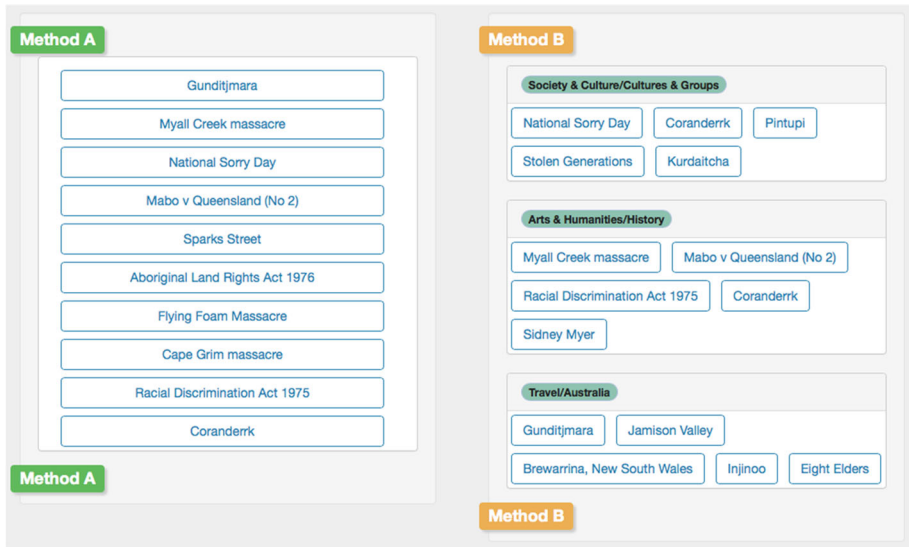 Method A
Gunditjmara
Myall Creek massacre
National Sorry Day
Mabo v Queensland (No 2)
Sparks Street
Aboriginal Land Rights Act 1976
Flying Foam Massacre
Cape Grim massacre
Racial Discrimination Act 1975
Coranderrk
Method A
Method B
Society & Culture/Cultures & Groups
National Sorry Day Coranderrk Pintupi
Stolen Generations Kurdaitcha
Arts & Humanities/History
Myall Creek massacre Mabo v Queensland (No 2)
Racial Discrimination Act 1975 Coranderrk
Sidney Myer
Travel/Australia
Gunditjmara Jamison Valley
Brewarrina, New South Wales Injinoo Eight Elders
Method B